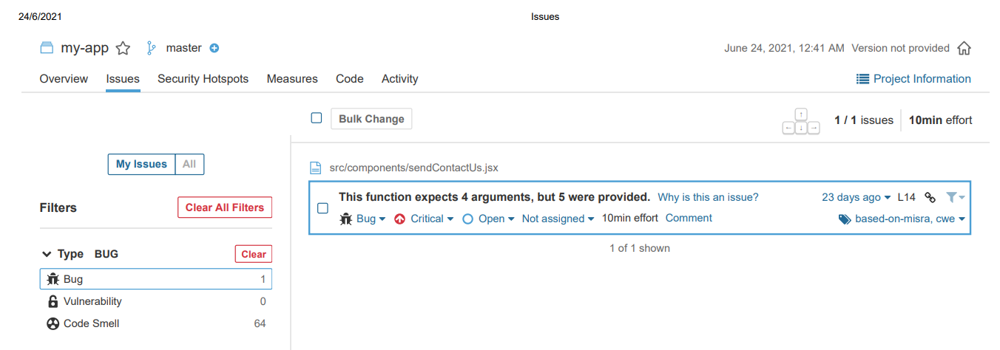 24/6/2021 Issues
my-app master June 24, 2021, 12:41 AM Version not provided
Overview Issues Security Hotspots Measures Code Activity Project Information
Bulk Change ↑ ← ↓ → 1 / 1 issues 10min effort
My Issues All
src/components/sendContactUs.jsx
Filters Clear All Filters
This function expects 4 arguments, but 5 were provided. Why is this an issue? 23 days ago L14
Bug Critical Open Not assigned 10min effort Comment based-on-misra, cwe
1 of 1 shown
Type BUG Clear
Bug 1
Vulnerability 0
Code Smell 64